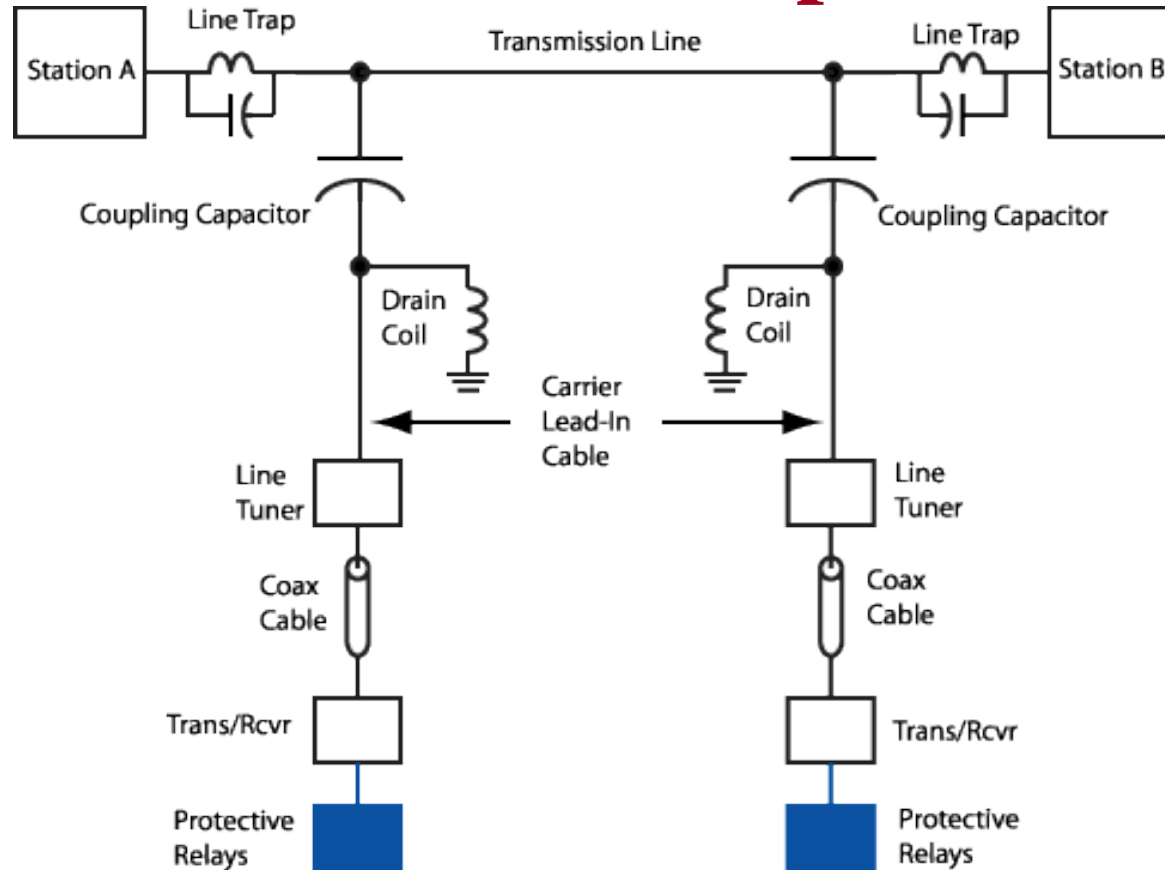 Line Trap
Transmission Line
Line Trap
Station A
Station B
Coupling Capacitor
Coupling Capacitor
Drain
Coil
Drain
Coil
Carrier
Lead-In
Cable
Line
Tuner
Line
Tuner
Coax
Cable
Coax
Cable
Trans/Rcvr
Trans/Rcvr
Protective
Relays
Protective
Relays